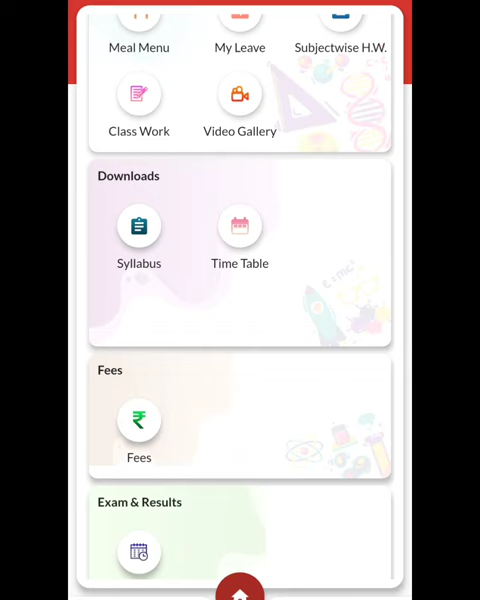 Meal Menu
My Leave
Subjectwise H.W.
Class Work
Video Gallery
Downloads
Syllabus
Time Table
Fees
Fees
Exam & Results